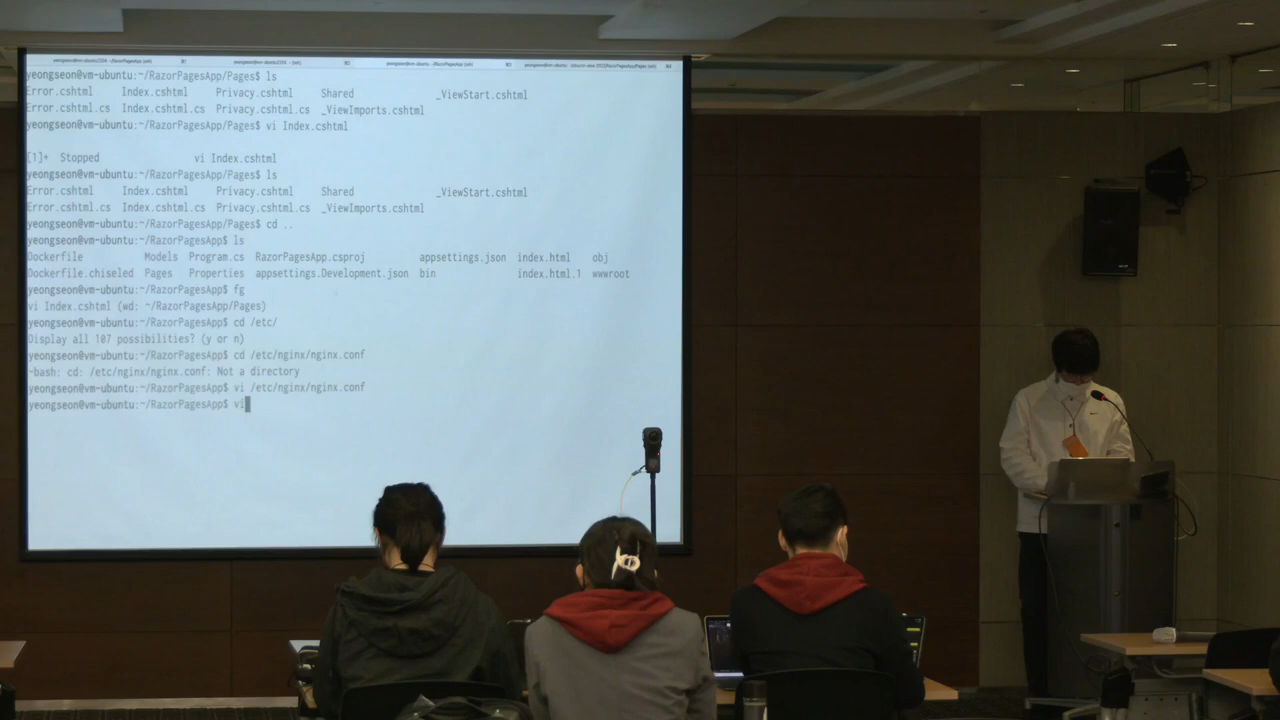 yeongseon@vm-ubuntu:~/RazorPagesApp/Pages$ ls
Error.cshtml Index.cshtml Privacy.cshtml Shared _ViewStart.cshtml
Error.cshtml.cs Index.cshtml.cs Privacy.cshtml.cs _ViewImports.cshtml
yeongseon@vm-ubuntu:~/RazorPagesApp/Pages$ vi Index.cshtml
[1]+ Stopped vi Index.cshtml
yeongseon@vm-ubuntu:~/RazorPagesApp/Pages$ ls
Error.cshtml Index.cshtml Privacy.cshtml Shared _ViewStart.cshtml
Error.cshtml.cs Index.cshtml.cs Privacy.cshtml.cs _ViewImports.cshtml
yeongseon@vm-ubuntu:~/RazorPagesApp/Pages$ cd ..
yeongseon@vm-ubuntu:~/RazorPagesApp$ ls
Dockerfile Models Program.cs RazorPagesApp.csproj appsettings.json index.html obj
Dockerfile.chiseled Pages Properties appsettings.Development.json bin index.html.1 wwwroot
yeongseon@vm-ubuntu:~/RazorPagesApp$ fg
vi Index.cshtml (wd: ~/RazorPagesApp/Pages)
yeongseon@vm-ubuntu:~/RazorPagesApp$ cd /etc/
Display all 107 possibilities? (y or n)
yeongseon@vm-ubuntu:~/RazorPagesApp$ cd /etc/nginx/nginx.conf
-bash: cd: /etc/nginx/nginx.conf: Not a directory
yeongseon@vm-ubuntu:~/RazorPagesApp$ vi /etc/nginx/nginx.conf
yeongseon@vm-ubuntu:~/RazorPagesApp$ vi